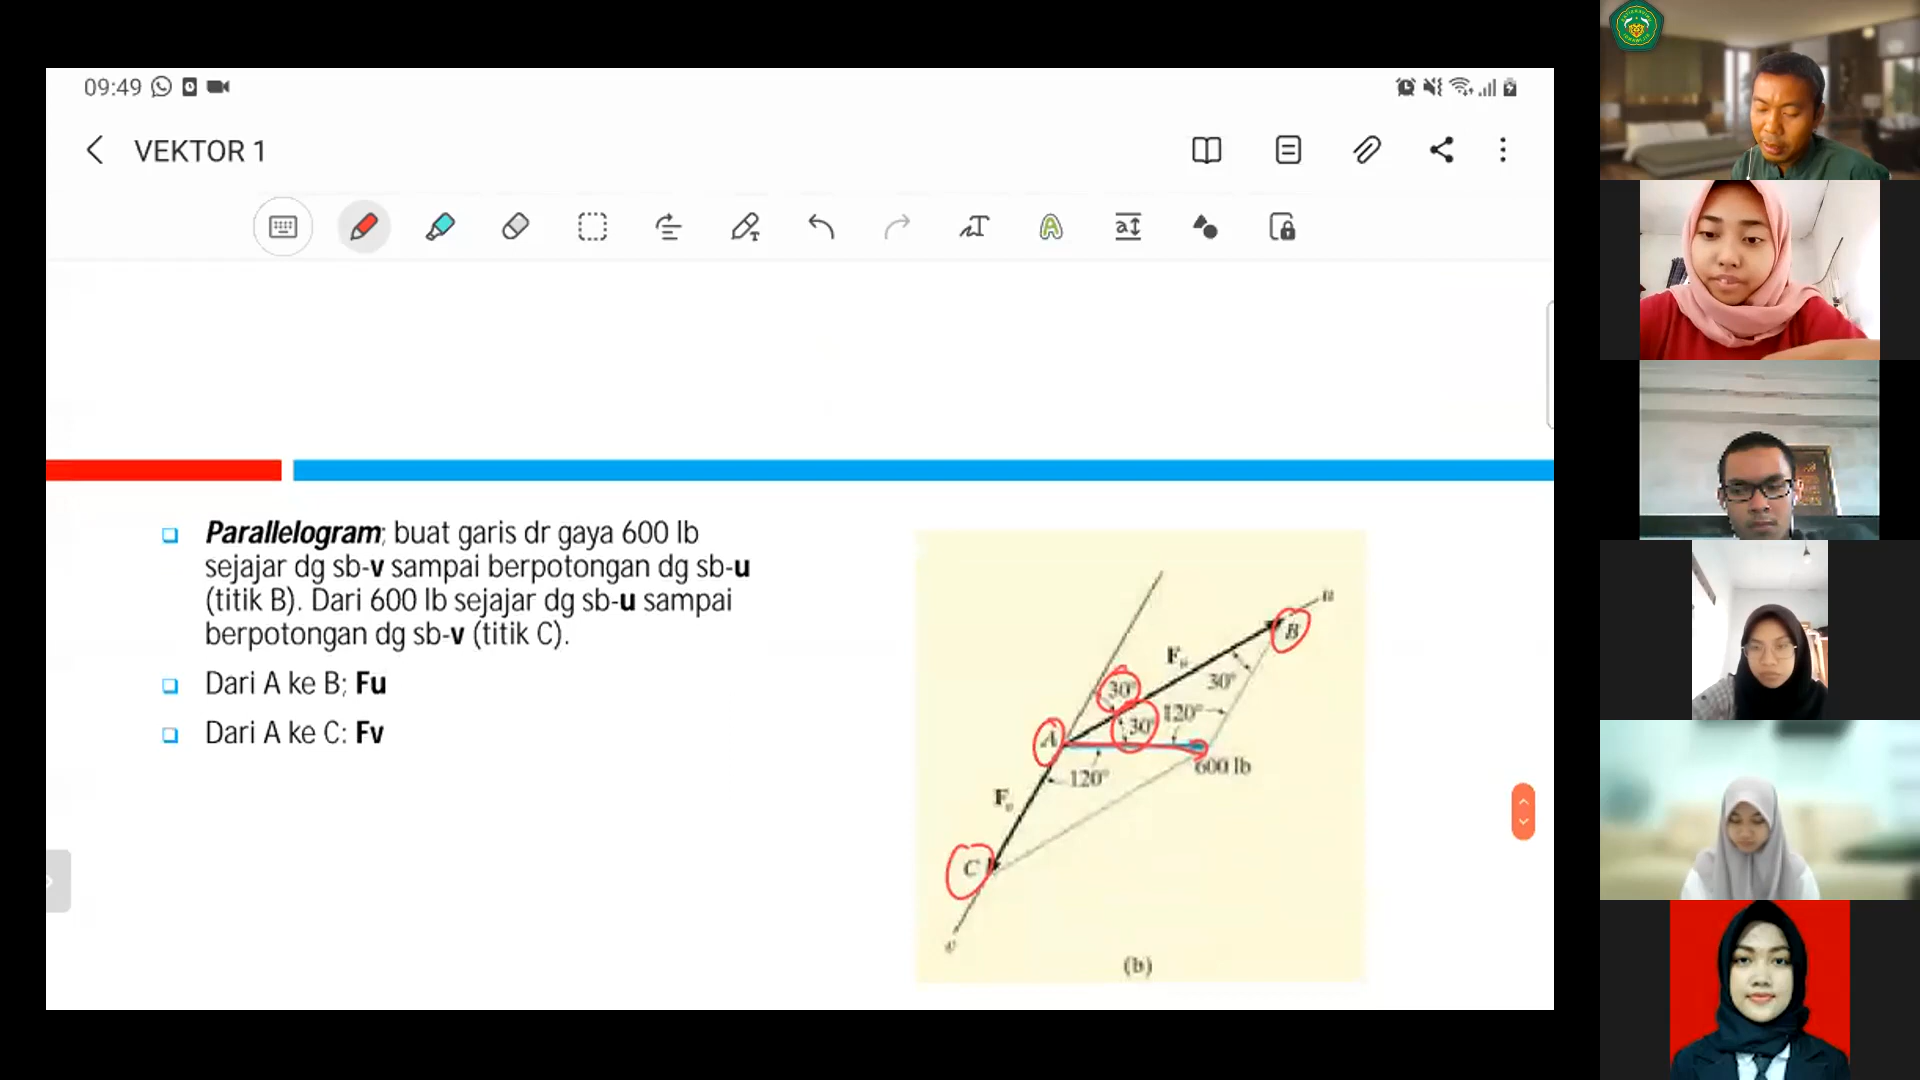 09:49
VEKTOR 1
Parallelogram; buat garis dr gaya 600 lb
sejajar dg sb-v sampai berpotongan dg sb-u
(titik B). Dari 600 lb sejajar dg sb-u sampai
berpotongan dg sb-v (titik C).
Dari A ke B; Fu
Dari A ke C: Fv
u
B
Fu
30°
30°
30°
120°
A
600 lb
120°
Fv
C
v
(b)